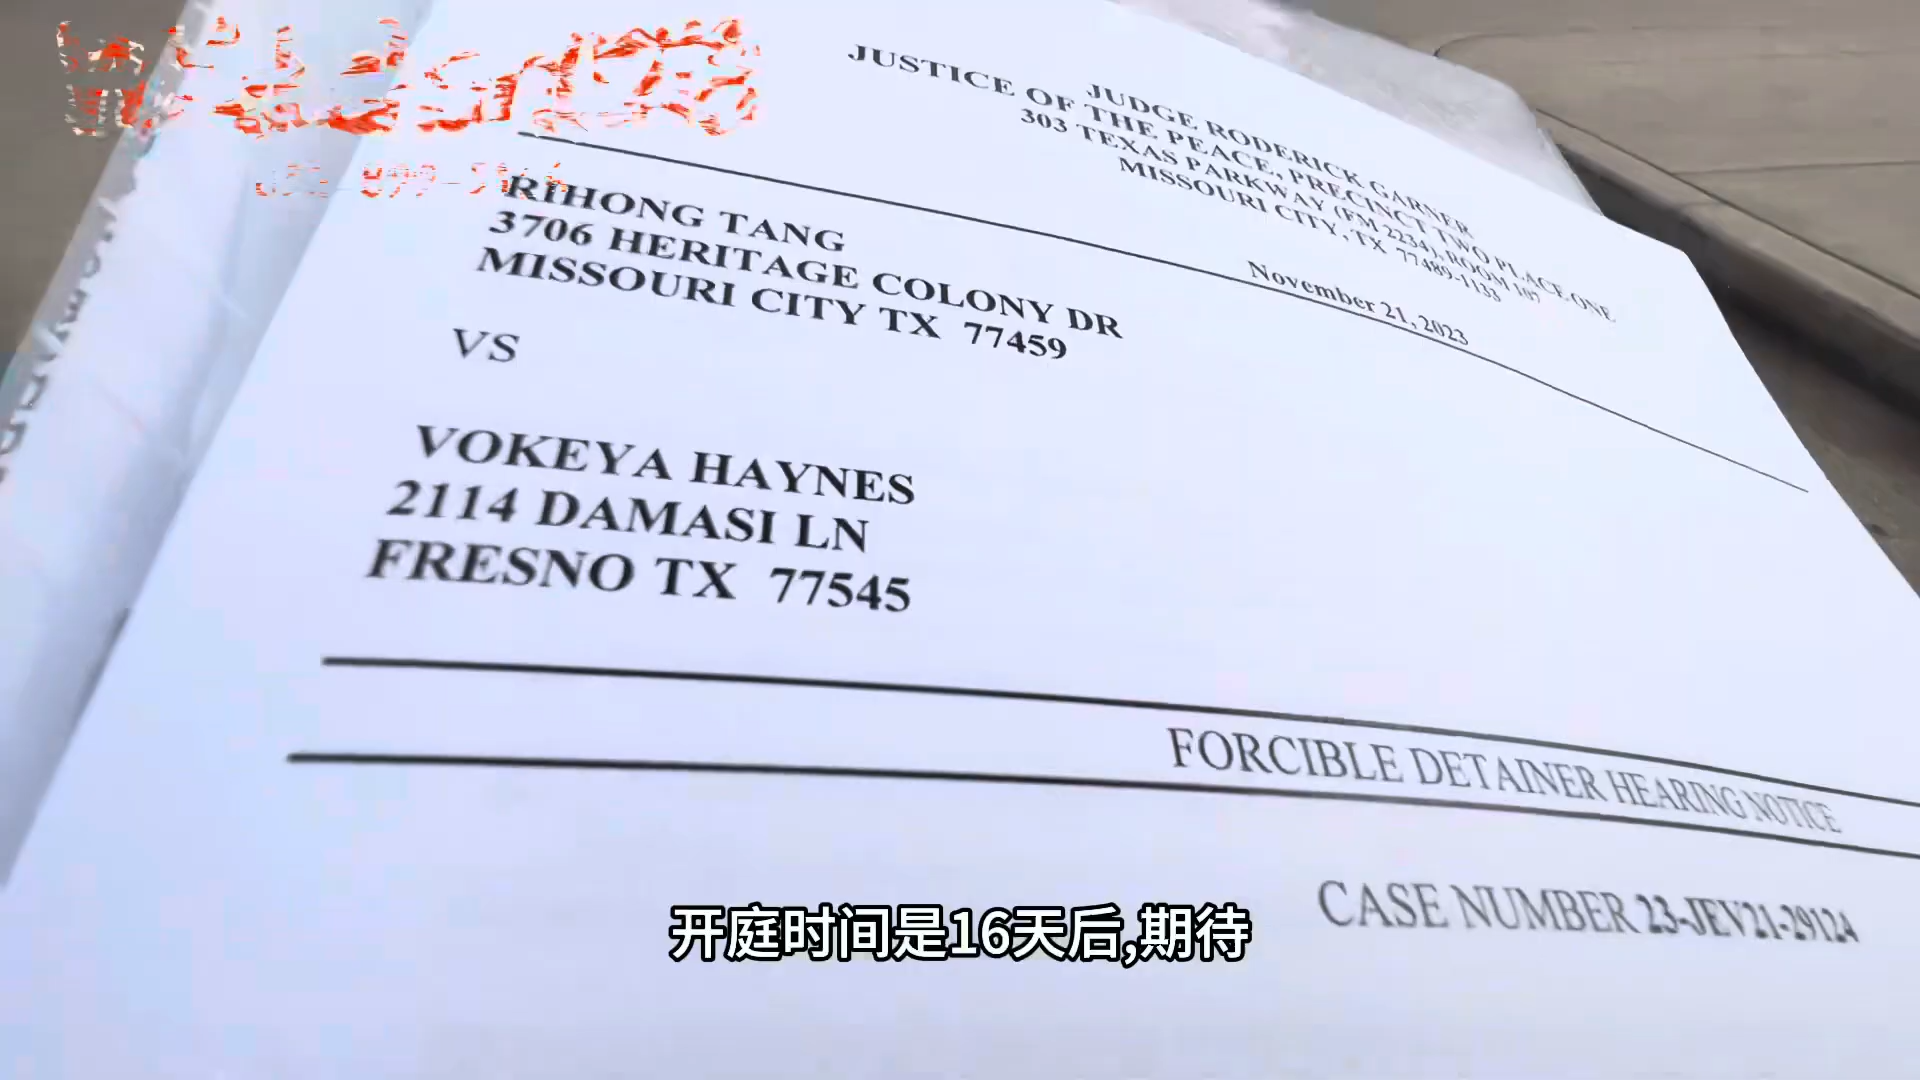 JUDGE RODERICK GARNER
JUSTICE OF THE PEACE, PRECINCT TWO PLACE ONE
303 TEXAS PARKWAY (FM 2234), ROOM 107
MISSOURI CITY, TX 77489-1133
November 21, 2023
RIHONG TANG
3706 HERITAGE COLONY DR
MISSOURI CITY TX 77459
VS
VOKEYA HAYNES
2114 DAMASI LN
FRESNO TX 77545
FORCIBLE DETAINER HEARING NOTICE
CASE NUMBER 23-JEV21-29124
开庭时间是16天后,期待